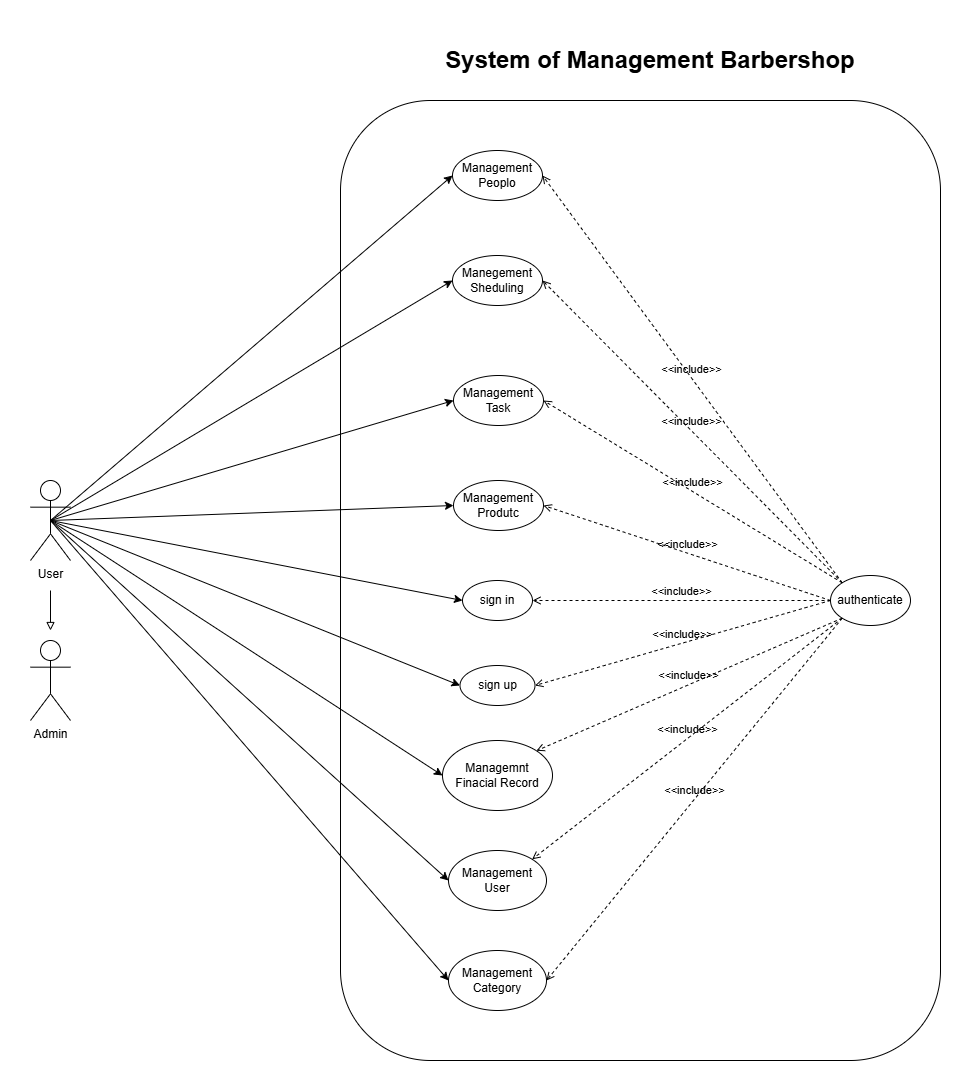 System of Management Barbershop
Management
Peoplo
Manegement
Sheduling
<<include>>
<<include>>
Management
Task
<<include>>
Management
Produtc
<<include>>
User
sign in
<<include>>
authenticate
<<include>>
sign up
<<include>>
Admin
<<include>>
Managemnt
Finacial Record
<<include>>
Management
User
Management
Category